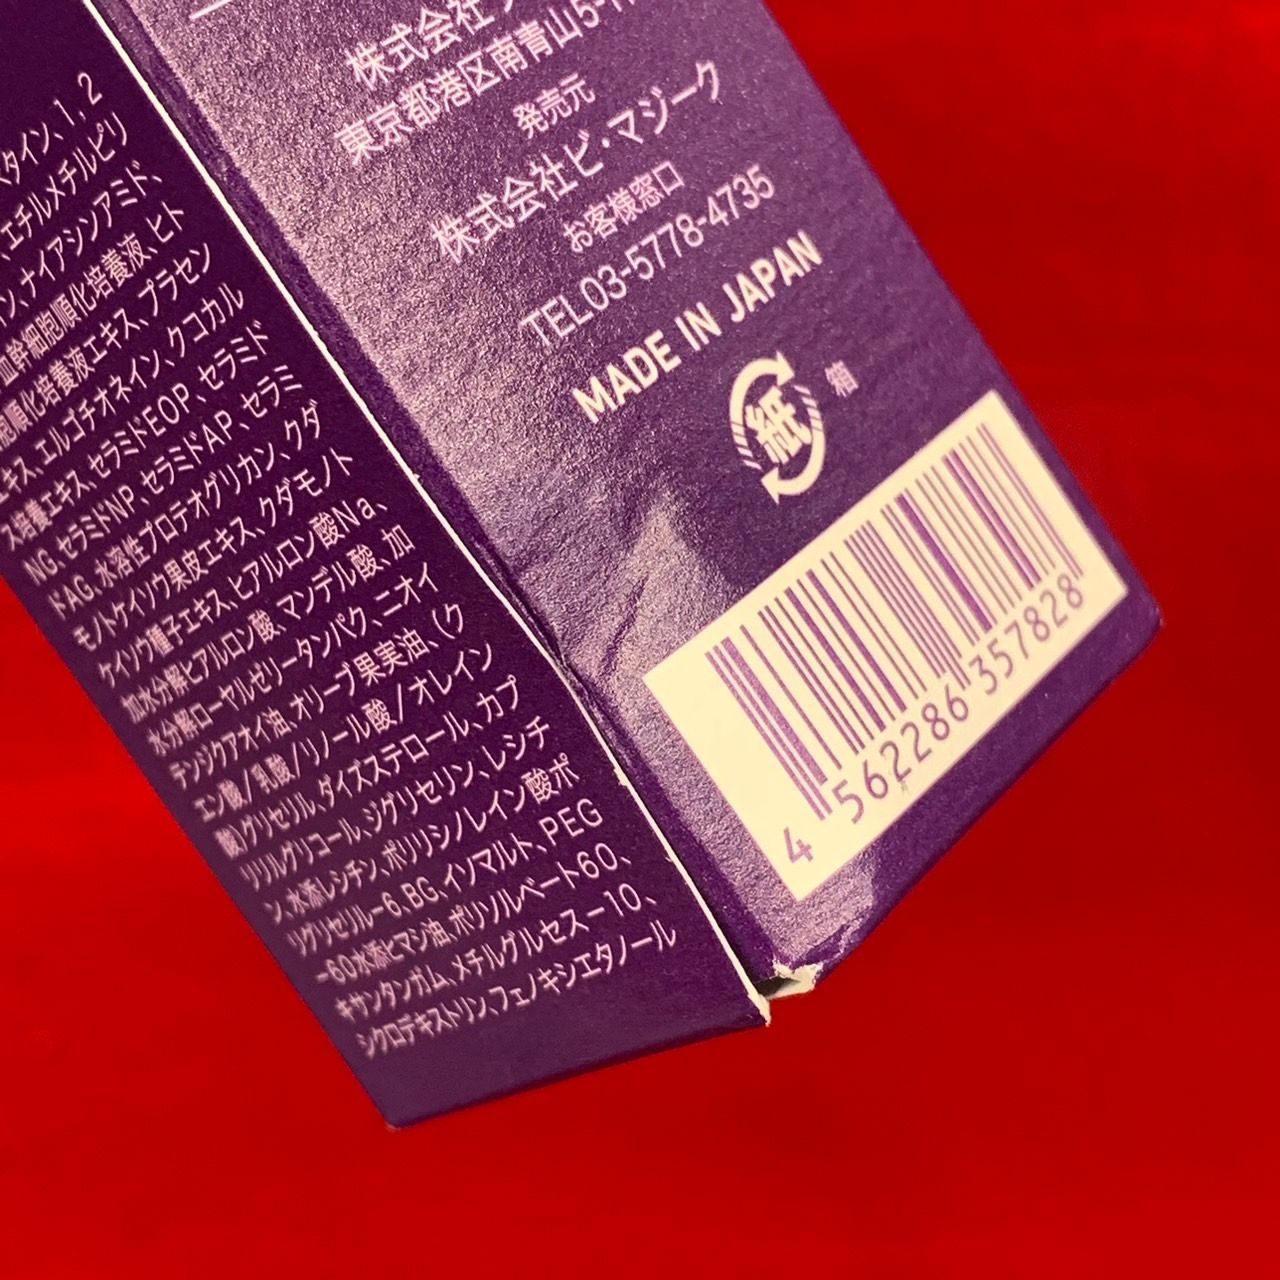 タイン、1, 2
、エチルメチルピリ
イン、ナイアシンアミド、
血幹細胞順化培養液、ヒト
胞順化培養液エキス、プラセン
エキス、エルゴチオネイン、クコカル
ス培養エキス、セラミドEOP、セラミド
NG、セラミドNP、セラミドAP、セラミ
ドAG、水溶性プロテオグリカン、クダ
モノトケイソウ果皮エキス、クダモノト
ケイソウ種子エキス、ヒアルロン酸Na、
加水分解ヒアルロン酸、マンデル酸、加
水分解ローヤルゼリータンパク、ニオイ
テンジクアオイ油、オリーブ果実油、(ク
エン酸/乳酸/リノール酸/オレイン
酸)グリセリル、ダイズステロール、カプ
リリルグリコール、ジグリセリン、レシチ
ン、水添レシチン、ポリリシノレイン酸ポ
リグリセリル-6、BG、イソマルト、PEG
-60水添ヒマシ油、ポリソルベート60、
キサンタンガム、メチルグルセス-10、
シクロデキストリン、フェノキシエタノール
株式会社
東京都港区南青山5-1
発売元
株式会社ビ・マジーク
お客様窓口
TEL03-5778-4735
MADE IN JAPAN
紙 箱
4 562286 357828